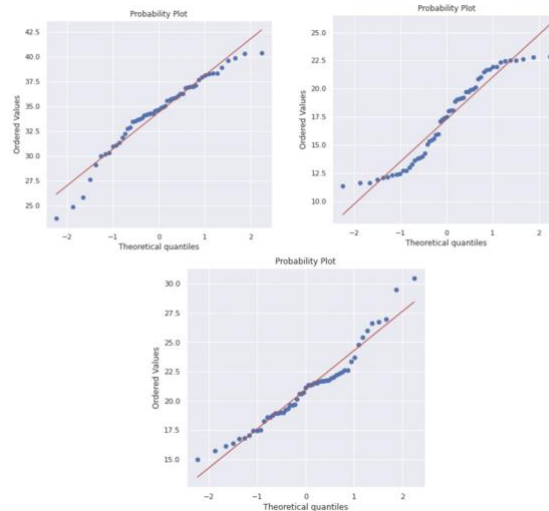 Probability Plot
42.5
40.0
37.5
35.0
32.5
30.0
27.5
25.0
Ordered Values
−2 −1 0 1 2
Theoretical quantiles
Probability Plot
25.0
22.5
20.0
17.5
15.0
12.5
10.0
Ordered Values
−2 −1 0 1 2
Theoretical quantiles
Probability Plot
30.0
27.5
25.0
22.5
20.0
17.5
15.0
Ordered Values
−2 −1 0 1 2
Theoretical quantiles